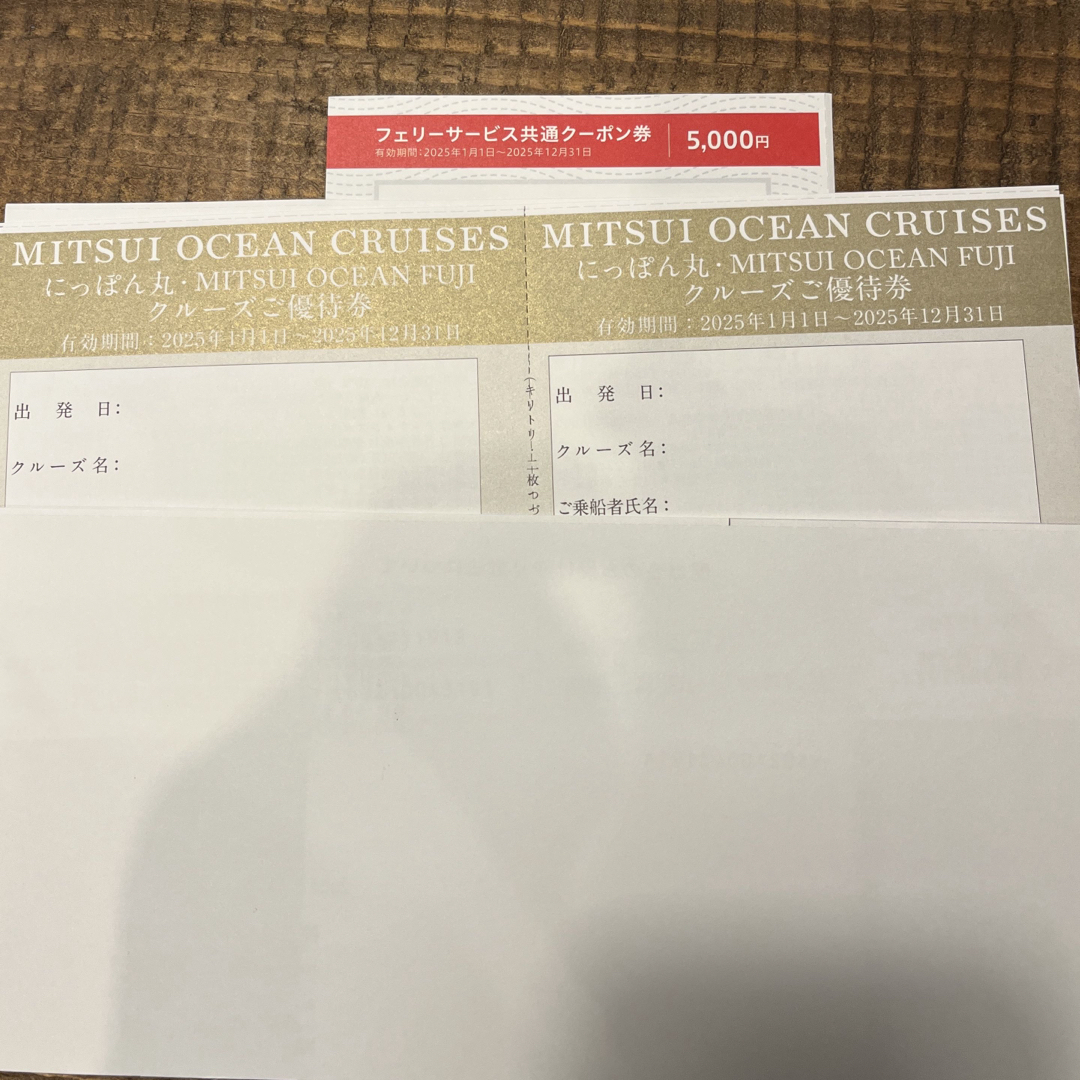 フェリーサービス共通クーポン券 5,000円
有効期間:2025年1月1日～2025年12月31日
MITSUI OCEAN CRUISES
にっぽん丸・MITSUI OCEAN FUJI
クルーズご優待券
有効期間：2025年1月1日～2025年12月31日
出発日：
クルーズ名：
(キリトリ
MITSUI OCEAN CRUISES
にっぽん丸・MITSUI OCEAN FUJI
クルーズご優待券
有効期間：2025年1月1日～2025年12月31日
出発日：
クルーズ名：
ご乗船者氏名：